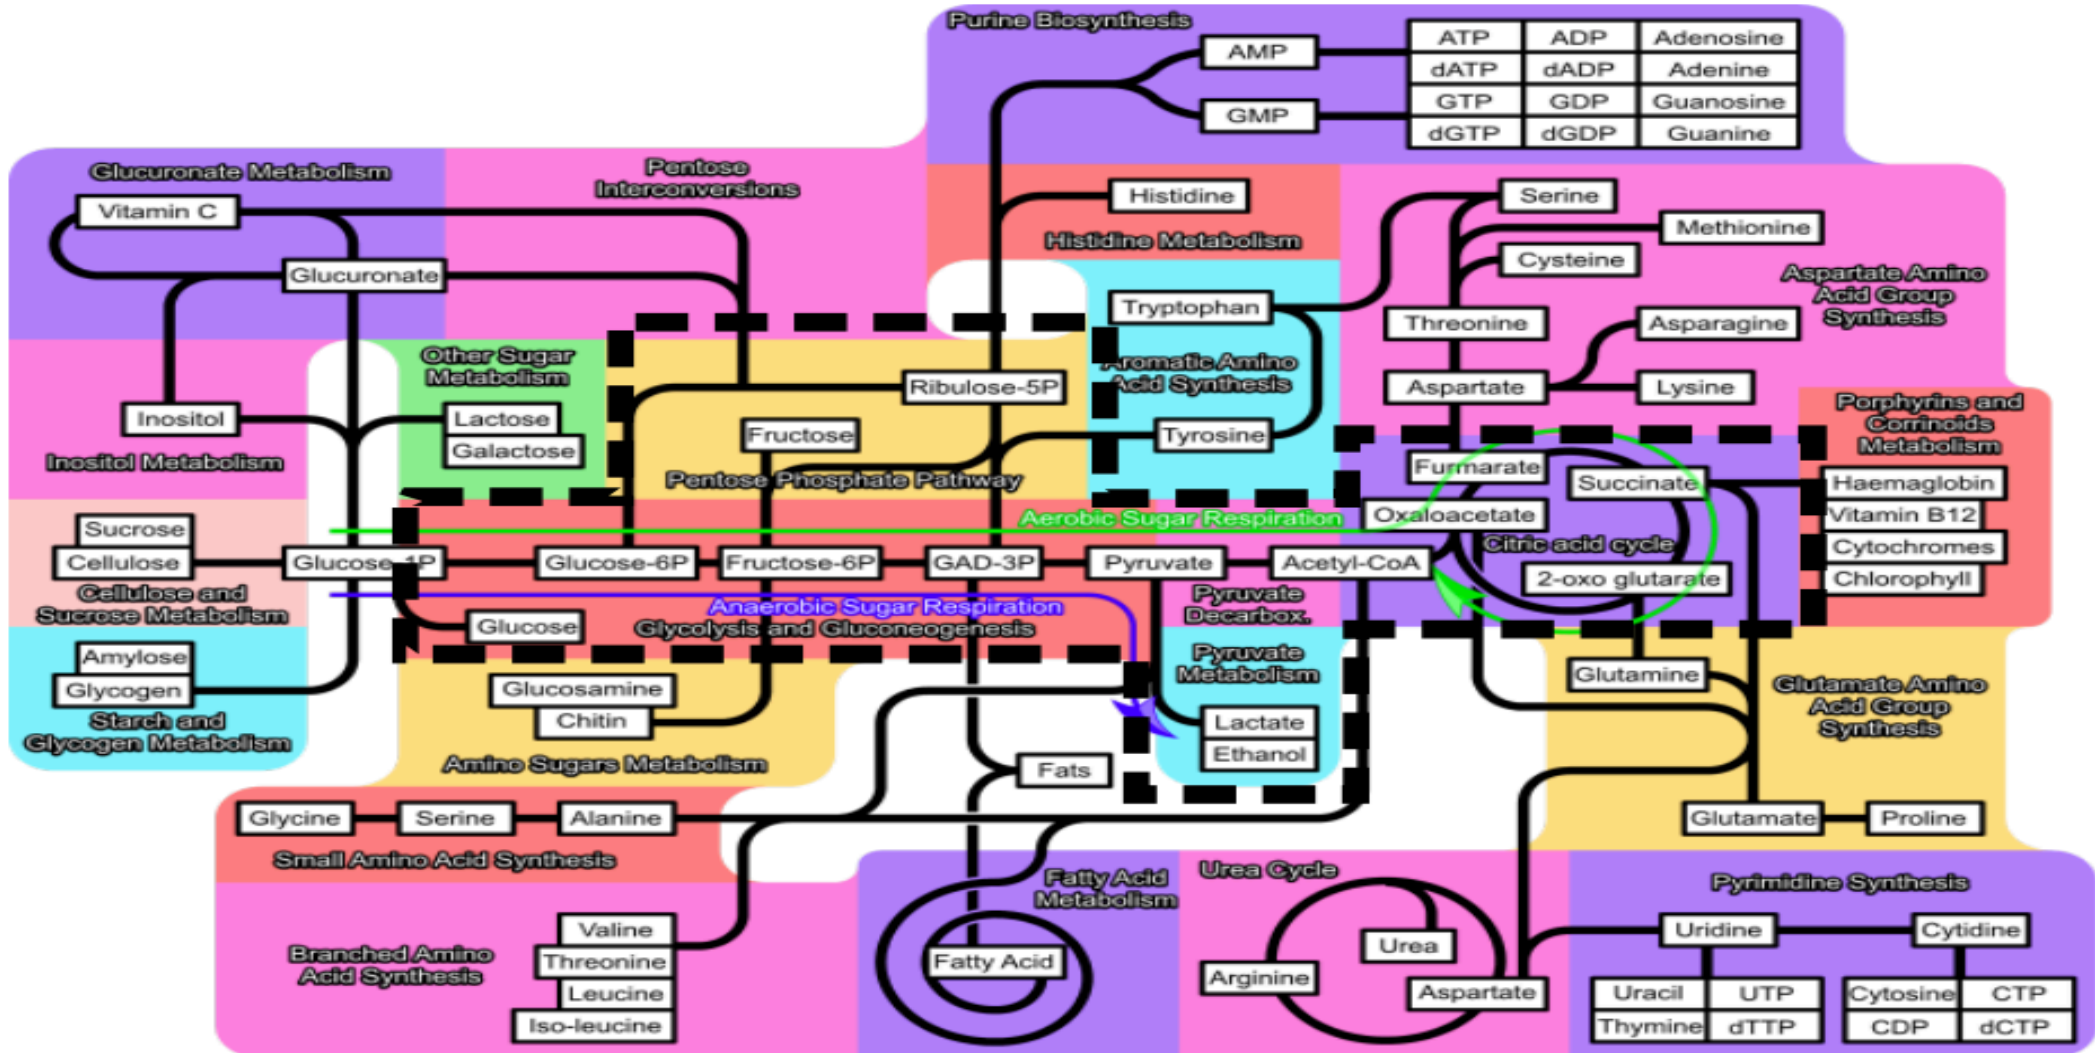 Purine Biosynthesis
AMP
ATP ADP Adenosine
dATP dADP Adenine
GMP
GTP GDP Guanosine
dGTP dGDP Guanine
Glucuronate Metabolism
Pentose
Interconversions
Vitamin C
Glucuronate
Histidine
Histidine Metabolism
Serine
Methionine
Cysteine
Aspartate Amino
Acid Group
Synthesis
Threonine
Asparagine
Aspartate
Lysine
Tryptophan
Aromatic Amino
Acid Synthesis
Tyrosine
Other Sugar
Metabolism
Lactose
Galactose
Inositol
Inositol Metabolism
Ribulose-5P
Fructose
Pentose Phosphate Pathway
Porphyrins and
Corrinoids
Metabolism
Haemaglobin
Vitamin B12
Cytochromes
Chlorophyll
Furmarate
Succinate
Oxaloacetate
Citric acid cycle
2-oxo glutarate
Aerobic Sugar Respiration
Sucrose
Cellulose
Cellulose and
Sucrose Metabolism
Glucose-1P
Glucose-6P
Fructose-6P
GAD-3P
Pyruvate
Acetyl-CoA
Anaerobic Sugar Respiration
Glucose
Glycolysis and Gluconeogenesis
Pyruvate
Decarbox.
Pyruvate
Metabolism
Lactate
Ethanol
Amylose
Glycogen
Starch and
Glycogen Metabolism
Glucosamine
Chitin
Amino Sugars Metabolism
Fats
Glutamine
Glutamate Amino
Acid Group
Synthesis
Glutamate
Proline
Glycine
Serine
Alanine
Small Amino Acid Synthesis
Branched Amino
Acid Synthesis
Valine
Threonine
Leucine
Iso-leucine
Fatty Acid
Metabolism
Fatty Acid
Urea Cycle
Urea
Arginine
Aspartate
Pyrimidine Synthesis
Uridine
Cytidine
Uracil UTP
Thymine dTTP
Cytosine CTP
CDP dCTP